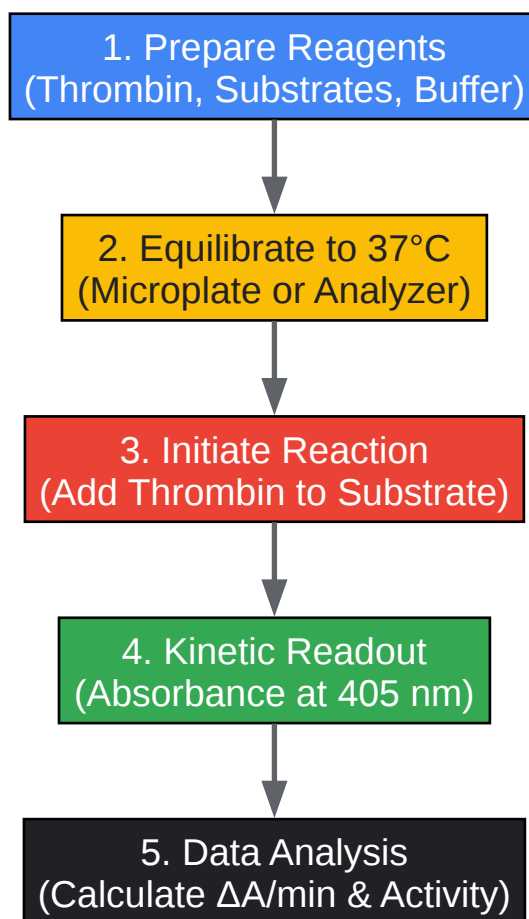 1. Prepare Reagents
(Thrombin, Substrates, Buffer)
2. Equilibrate to 37°C
(Microplate or Analyzer)
3. Initiate Reaction
(Add Thrombin to Substrate)
4. Kinetic Readout
(Absorbance at 405 nm)
5. Data Analysis
(Calculate ΔA/min & Activity)